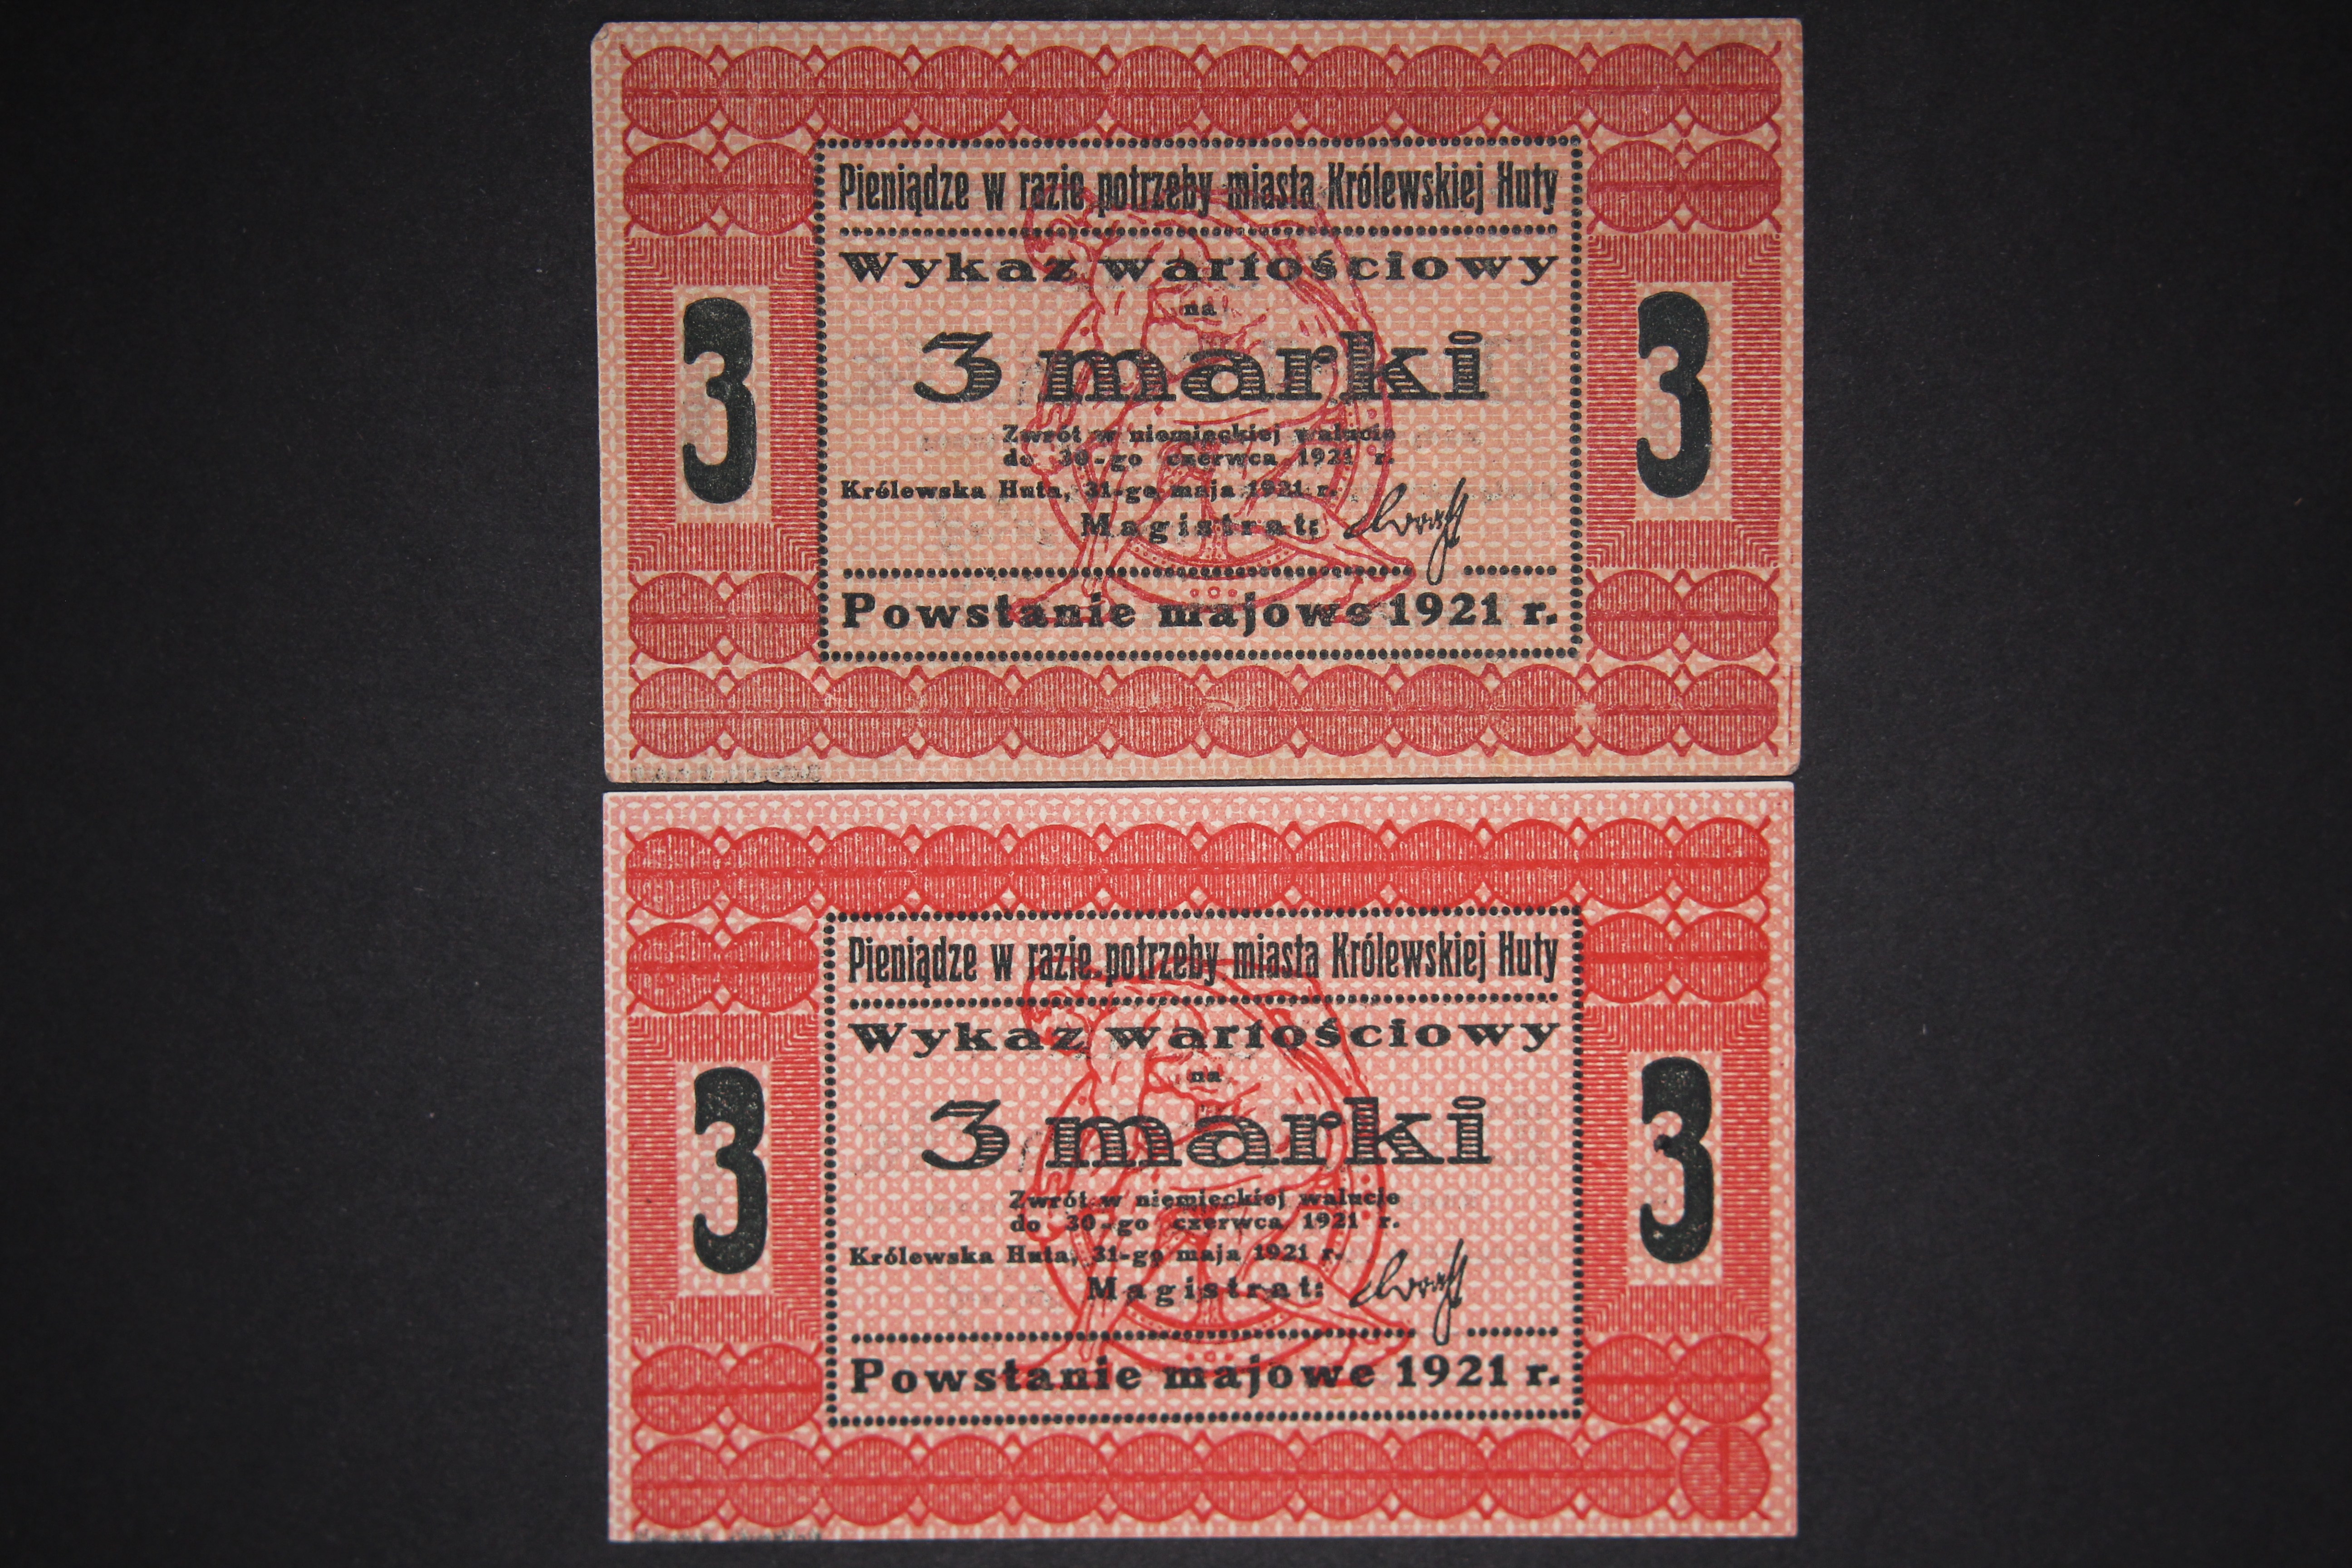 Pieniądze w razie potrzeby miasta Królewskiej Huty
Wykaz wartościowy
na
3 marki
3
3
Zwrót w niemieckiej walucie
do 30-go czerwca 1921 r.
Królewska Huta, 31-go maja 1921 r.
Magistrat:
Powstanie majowe 1921 r.
Pieniądze w razie potrzeby miasta Królewskiej Huty
Wykaz wartościowy
na
3 marki
3
3
Zwrót w niemieckiej walucie
do 30-go czerwca 1921 r.
Królewska Huta, 31-go maja 1921 r.
Magistrat:
Powstanie majowe 1921 r.